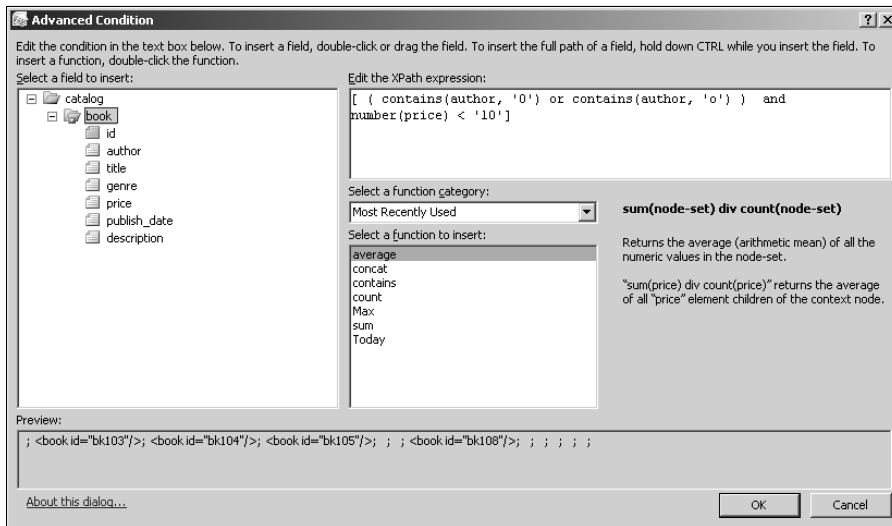 Advanced Condition
Edit the condition in the text box below. To insert a field, double-click or drag the field. To insert the full path of a field, hold down CTRL while you insert the field. To
insert a function, double-click the function.
Select a field to insert:
catalog
book
id
author
title
genre
price
publish_date
description
Edit the XPath expression:
[ ( contains(author, '0') or contains(author, 'o') )  and
number(price) < '10']
Select a function category:
Most Recently Used
Select a function to insert:
average
concat
contains
count
Max
sum
Today
sum(node-set) div count(node-set)
Returns the average (arithmetic mean) of all the
numeric values in the node-set.
"sum(price) div count(price)" returns the average
of all "price" element children of the context node.
Preview:
; <book id="bk103"/>; <book id="bk104"/>; <book id="bk105"/>; ; ; <book id="bk108"/>; ; ; ; ; ;
About this dialog...
OK
Cancel